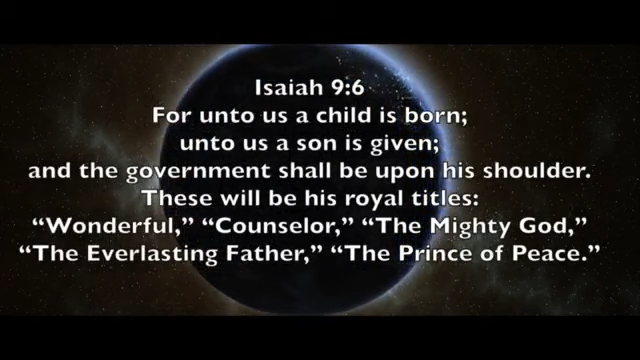 Isaiah 9:6
For unto us a child is born;
unto us a son is given;
and the government shall be upon his shoulder.
These will be his royal titles:
“Wonderful,” “Counselor,” “The Mighty God,”
“The Everlasting Father,” “The Prince of Peace.”